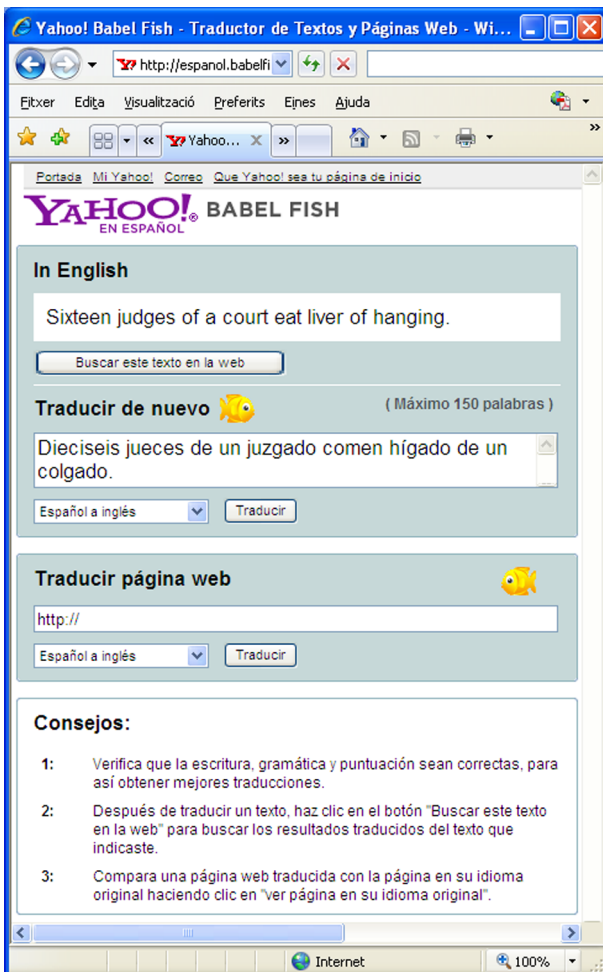 Yahoo! Babel Fish - Traductor de Textos y Páginas Web - Wi...
http://espanol.babelfi
Fitxer Edita Visualització Preferits Eines Ajuda
Yahoo...
Portada Mi Yahoo! Correo Que Yahoo! sea tu página de inicio
YAHOO!® BABEL FISH
EN ESPAÑOL
In English
Sixteen judges of a court eat liver of hanging.
Buscar este texto en la web
Traducir de nuevo ( Máximo 150 palabras )
Dieciseis jueces de un juzgado comen hígado de un
colgado.
Español a inglés Traducir
Traducir página web
http://
Español a inglés Traducir
Consejos:
1: Verifica que la escritura, gramática y puntuación sean correctas, para
así obtener mejores traducciones.
2: Después de traducir un texto, haz clic en el botón "Buscar este texto
en la web" para buscar los resultados traducidos del texto que
indicaste.
3: Compara una página web traducida con la página en su idioma
original haciendo clic en "ver página en su idioma original".
Internet 100%